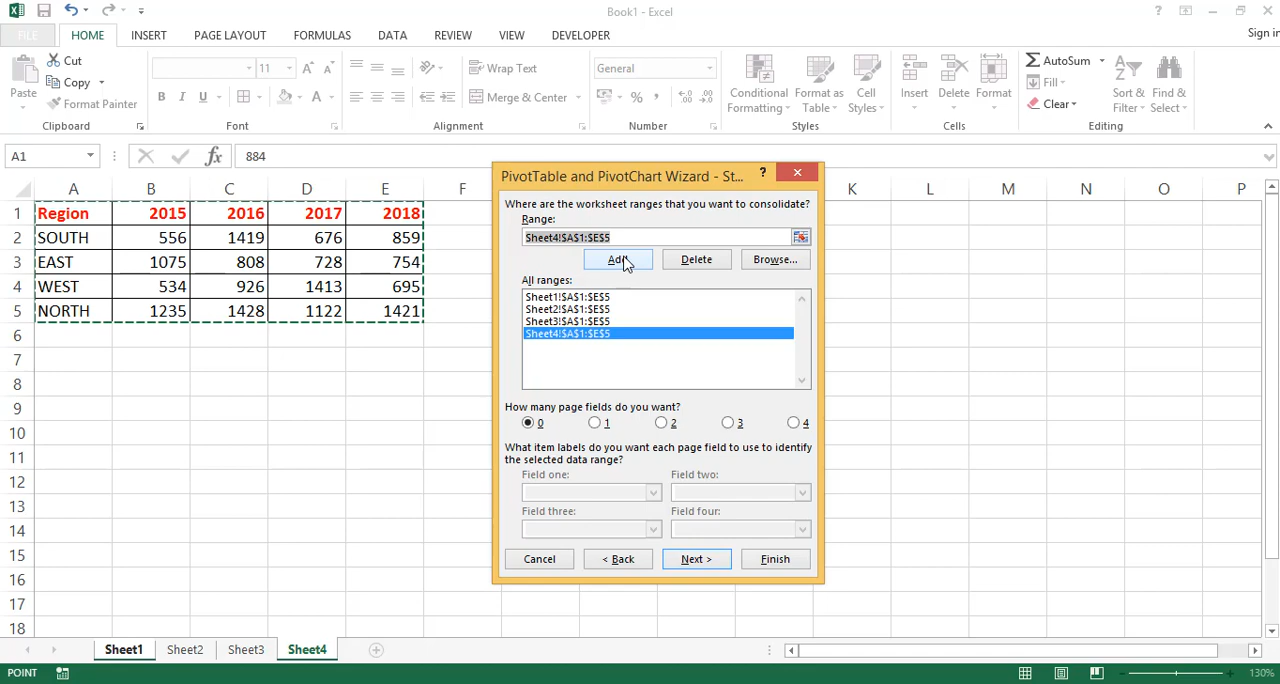 Book1 - Excel
?
FILE HOME INSERT PAGE LAYOUT FORMULAS DATA REVIEW VIEW DEVELOPER Sign in
Paste Cut Copy Format Painter
Clipboard
11 A A
B I U A
Font
Wrap Text
Merge & Center
Alignment
General
% ,
Number
Conditional Formatting Format as Table Cell Styles
Styles
Insert Delete Format
Cells
AutoSum Fill Clear Sort & Filter Find & Select
Editing
A1 fx 884
A B C D E F K L M N O P
1 Region 2015 2016 2017 2018
2 SOUTH 556 1419 676 859
3 EAST 1075 808 728 754
4 WEST 534 926 1413 695
5 NORTH 1235 1428 1122 1421
6
7
8
9
10
11
12
13
14
15
16
17
18
PivotTable and PivotChart Wizard - St... ?
Where are the worksheet ranges that you want to consolidate?
Range:
Sheet4!$A$1:$E$5
Add Delete Browse...
All ranges:
Sheet1!$A$1:$E$5
Sheet2!$A$1:$E$5
Sheet3!$A$1:$E$5
Sheet4!$A$1:$E$5
How many page fields do you want?
0 1 2 3 4
What item labels do you want each page field to use to identify
the selected data range?
Field one: Field two:
Field three: Field four:
Cancel < Back Next > Finish
Sheet1 Sheet2 Sheet3 Sheet4
POINT 130%